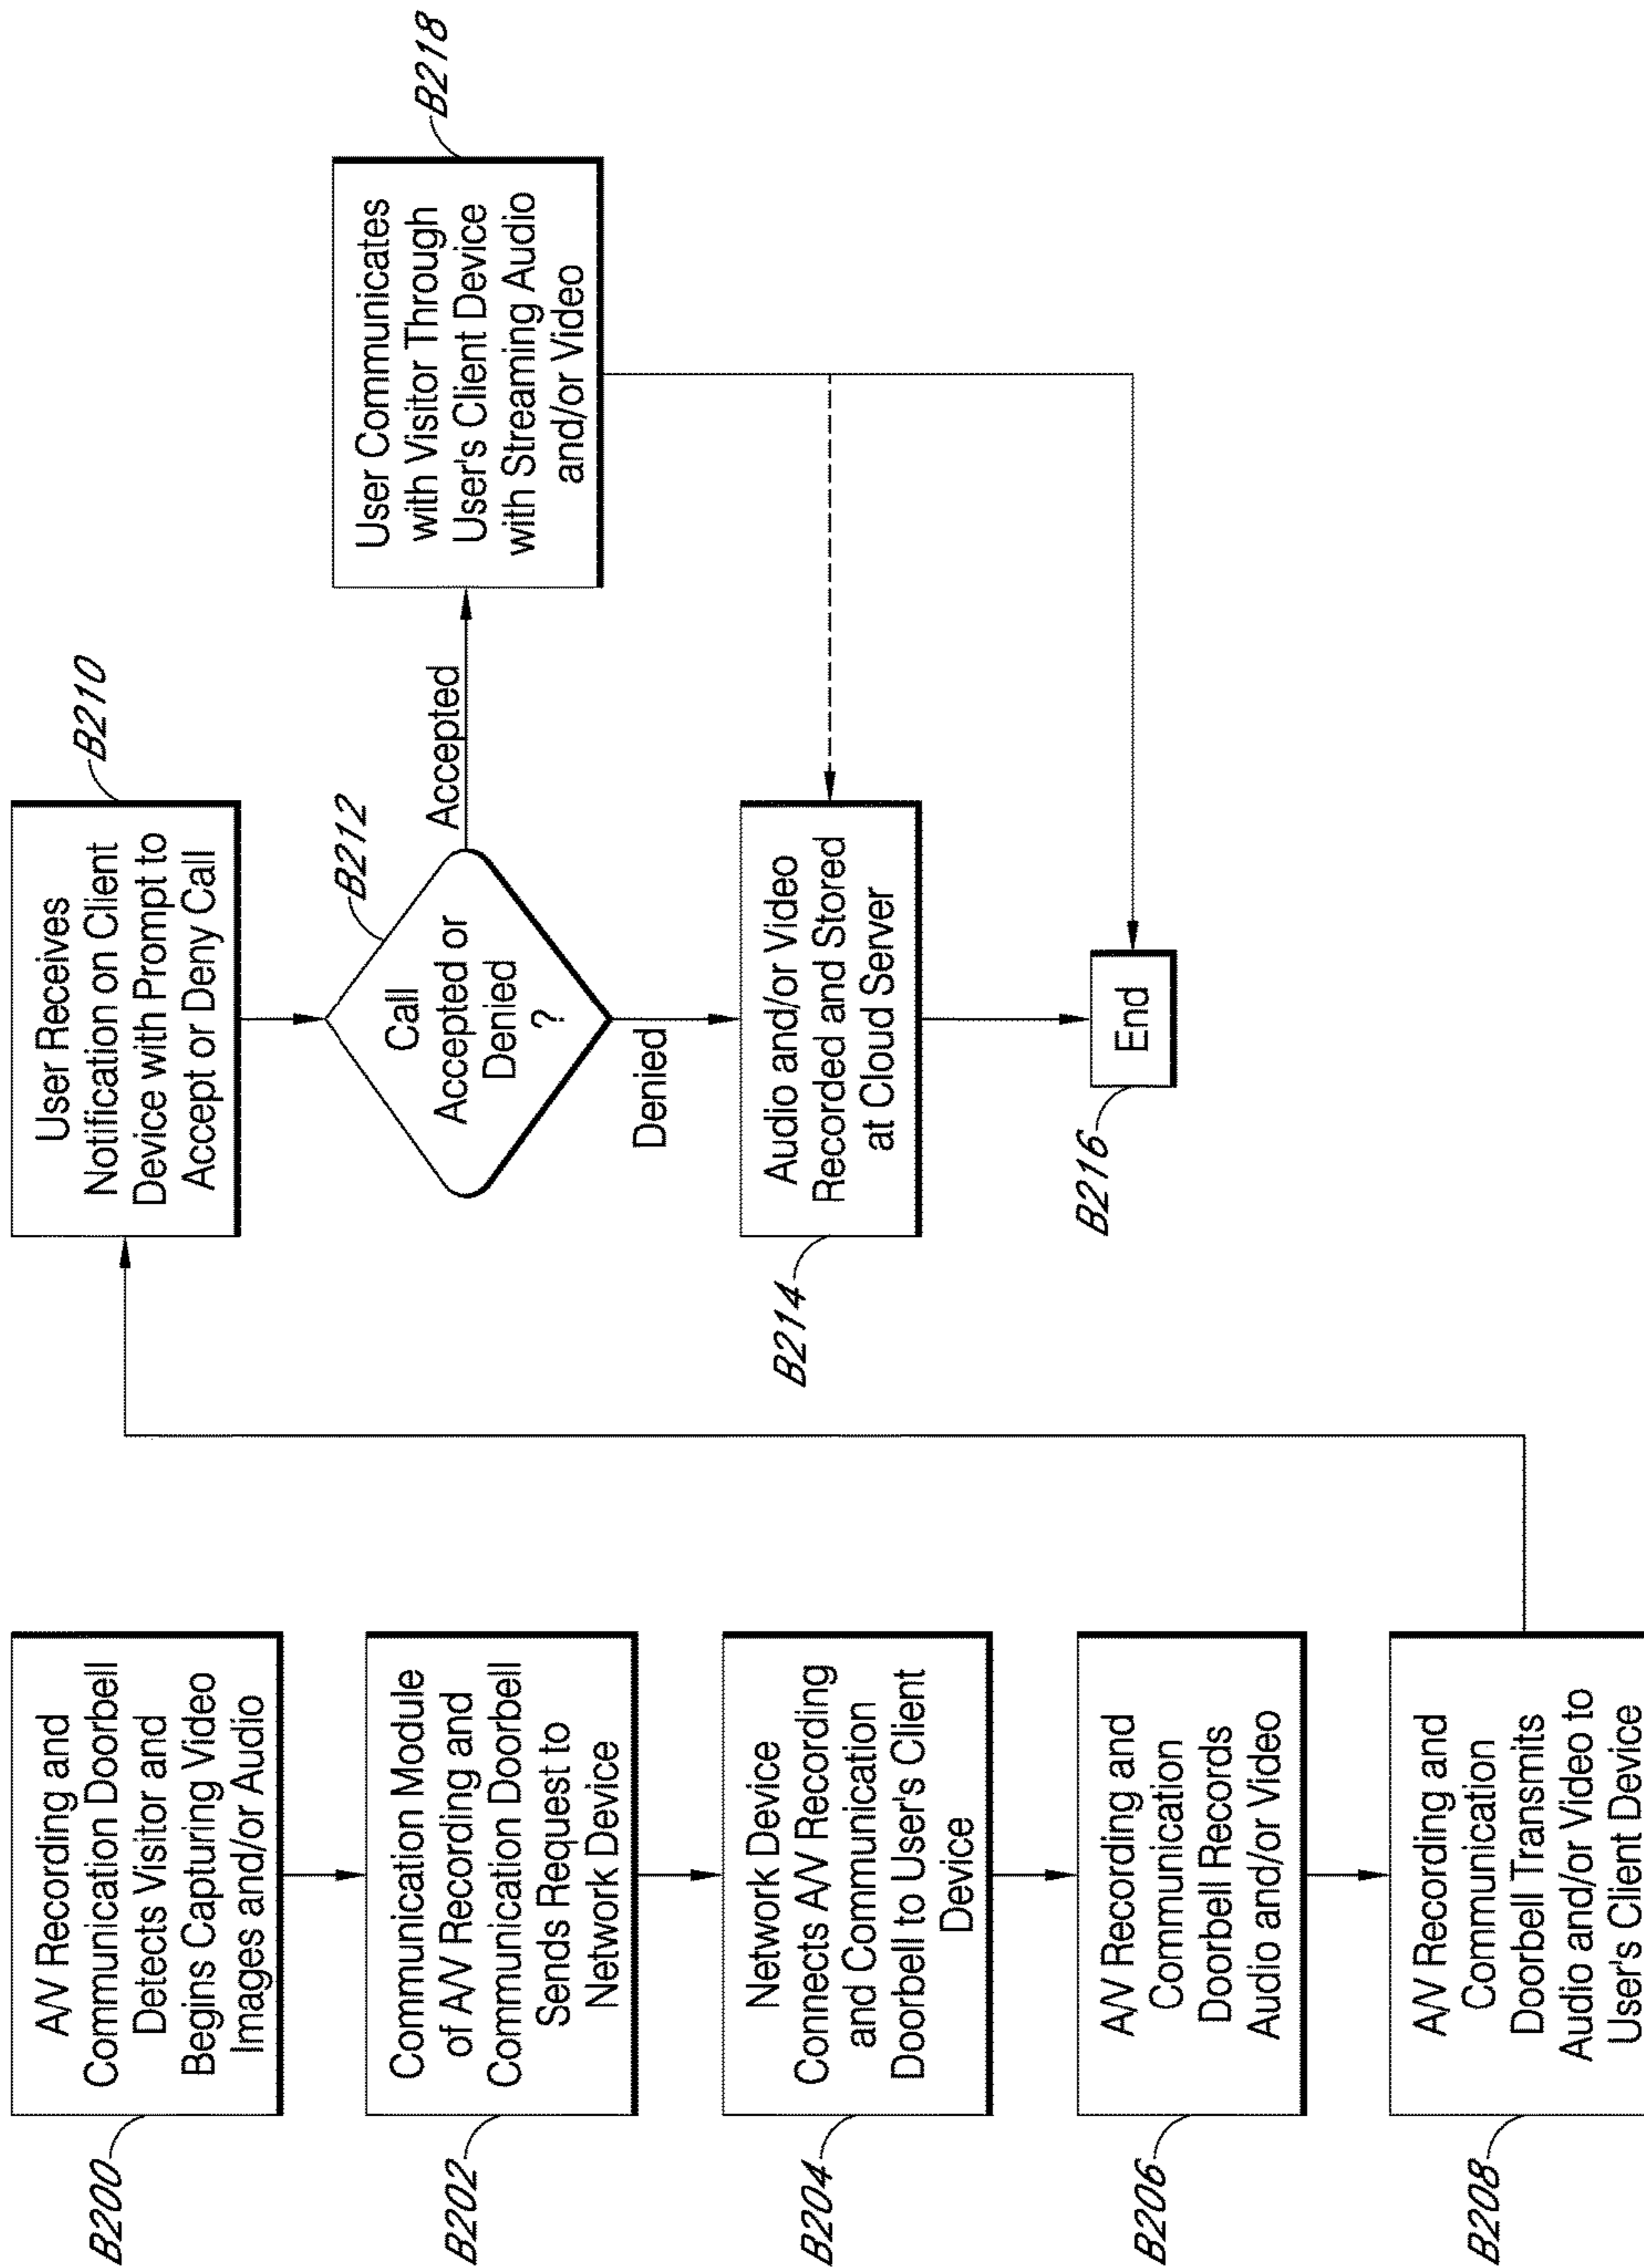 B200
A/V Recording and
Communication Doorbell
Detects Visitor and
Begins Capturing Video
Images and/or Audio
B202
Communication Module
of A/V Recording and
Communication Doorbell
Sends Request to
Network Device
B204
Network Device
Connects A/V Recording
and Communication
Doorbell to User's Client
Device
B206
A/V Recording and
Communication
Doorbell Records
Audio and/or Video
B208
A/V Recording and
Communication
Doorbell Transmits
Audio and/or Video to
User's Client Device
B210
User Receives
Notification on Client
Device with Prompt to
Accept or Deny Call
B212
Call
Accepted or
Denied
?
Accepted
Denied
B218
User Communicates
with Visitor Through
User's Client Device
with Streaming Audio
and/or Video
B214
Audio and/or Video
Recorded and Stored
at Cloud Server
B216
End